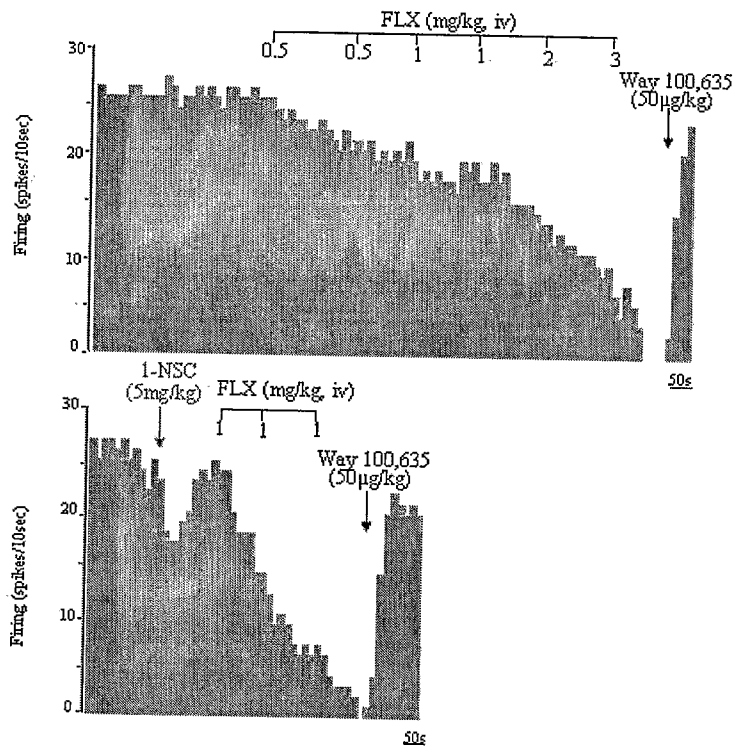 FLX (mg/kg, iv)
0.5 0.5 1 1 2 3
Way 100,635
(50µg/kg)
30
20
10
0
Firing (spikes/10sec)
50s
1-NSC
(5mg/kg)
FLX (mg/kg, iv)
1 1 1
Way 100,635
(50µg/kg)
30
20
10
0
Firing (spikes/10sec)
50s